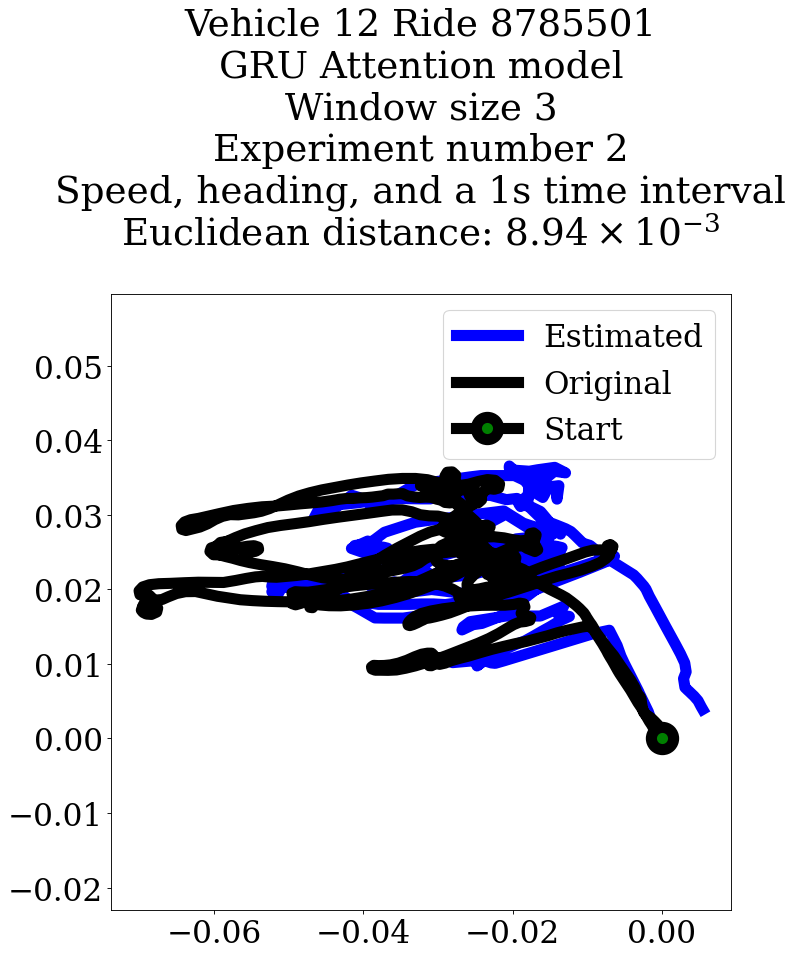 Vehicle 12 Ride 8785501
GRU Attention model
Window size 3
Experiment number 2
Speed, heading, and a 1s time interval
Euclidean distance: 8.94 × 10⁻³
Estimated
Original
Start
0.05
0.04
0.03
0.02
0.01
0.00
−0.01
−0.02
−0.06
−0.04
−0.02
0.00